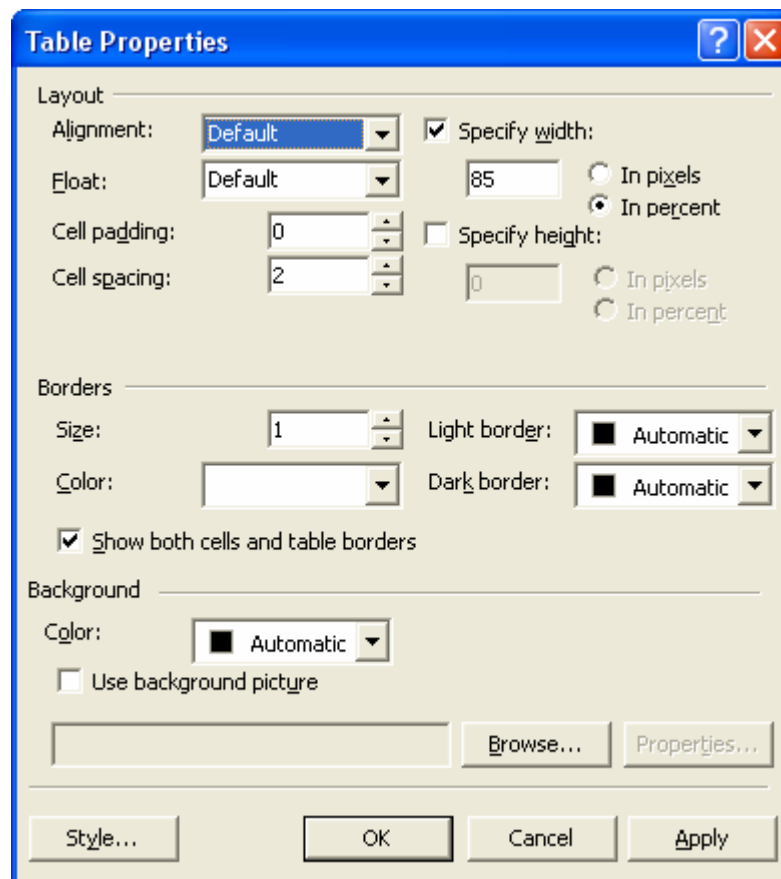 Table Properties
Layout
Alignment: Default Specify width:
Float: Default 85 In pixels
In percent
Cell padding: 0 Specify height:
Cell spacing: 2 0 In pixels
In percent
Borders
Size: 1 Light border: Automatic
Color: Dark border: Automatic
Show both cells and table borders
Background
Color: Automatic
Use background picture
Browse... Properties...
Style... OK Cancel Apply